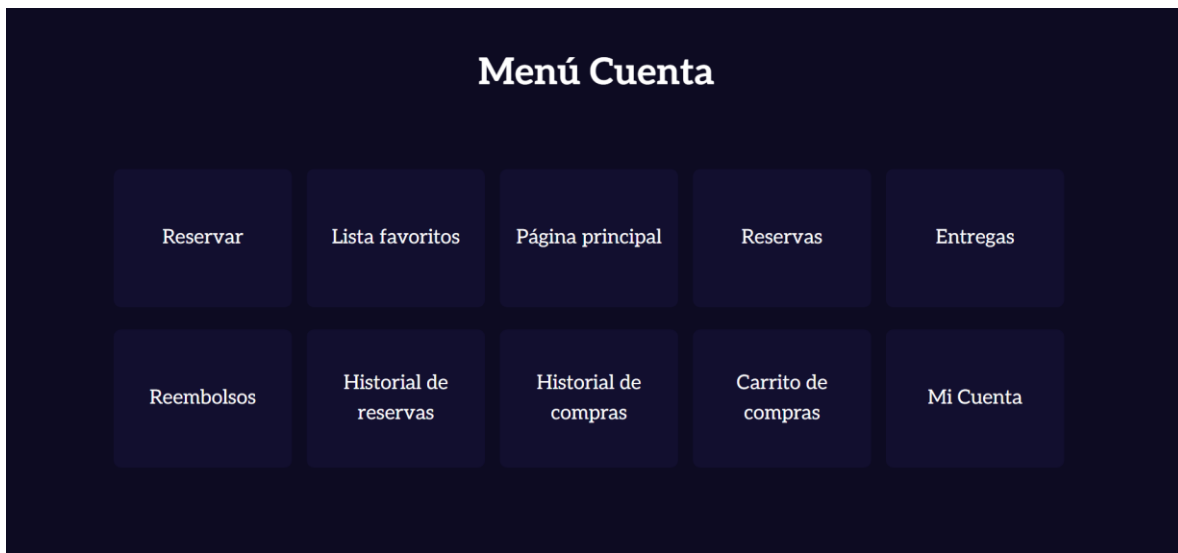 Menú Cuenta
Reservar
Lista favoritos
Página principal
Reservas
Entregas
Reembolsos
Historial de
reservas
Historial de
compras
Carrito de
compras
Mi Cuenta